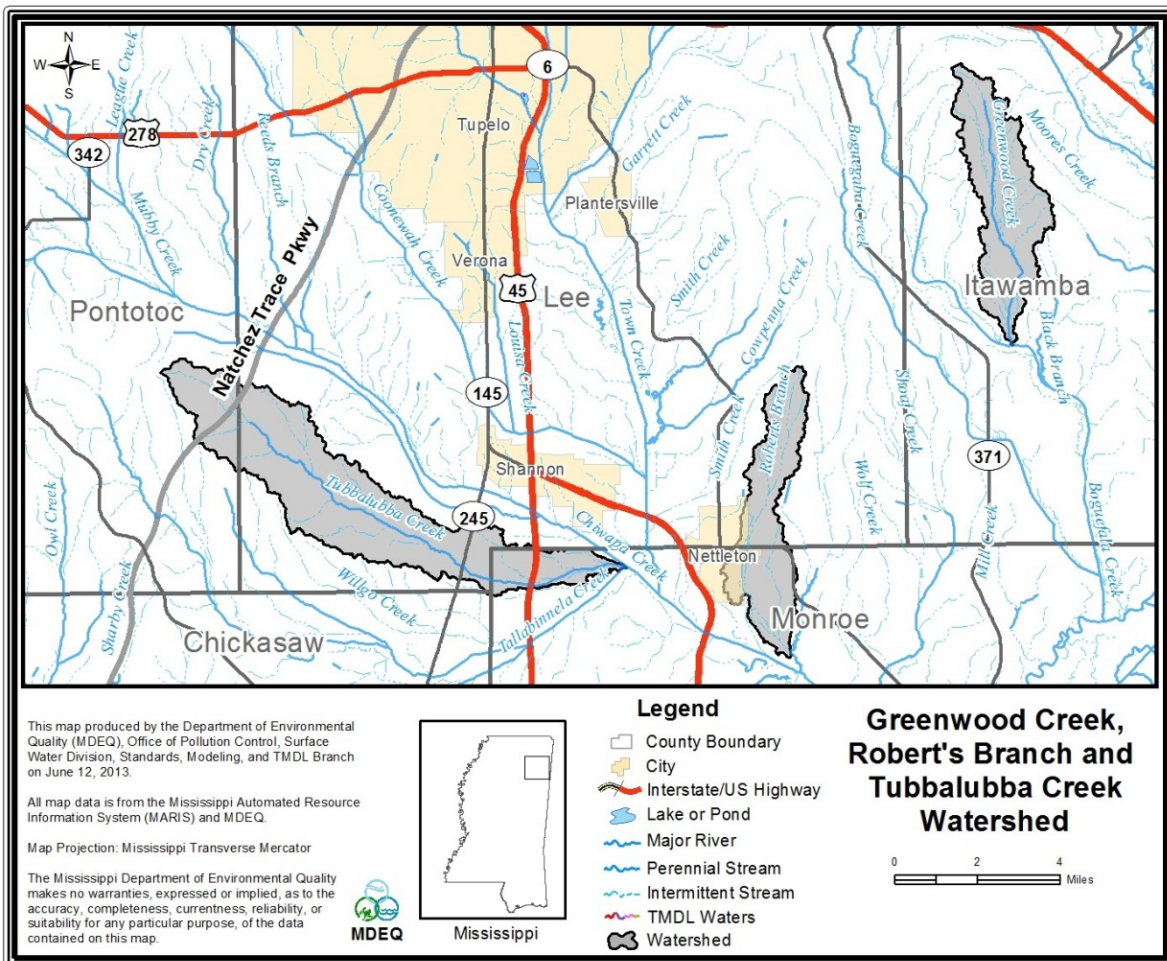 N
W E
S
League Creek
278
342
Dry Creek
Reeds Branch
Mubby Creek
6
Tupelo
Garrett Creek
Plantersville
Coonewah Creek
Verona
Natchez Trace Pkwy
Pontotoc
45
Lee
Louisa Creek
Town Creek
Smith Creek
Cowpenna Creek
Boguegaba Creek
Greenwood Creek
Moores Creek
Itawamba
Black Branch
145
Shannon
Smith Creek
Roberts Branch
Shoaf Creek
Wolf Creek
371
Mill Creek
Boguefala Creek
Tubbalubba Creek
245
Chiwapa Creek
Nettleton
Owl Creek
Sharby Creek
Willgo Creek
Tallabinnela Creek
Chickasaw
Monroe
This map produced by the Department of Environmental
Quality (MDEQ), Office of Pollution Control, Surface
Water Division, Standards, Modeling, and TMDL Branch
on June 12, 2013.
All map data is from the Mississippi Automated Resource
Information System (MARIS) and MDEQ.
Map Projection: Mississippi Transverse Mercator
The Mississippi Department of Environmental Quality
makes no warranties, expressed or implied, as to the
accuracy, completeness, currentness, reliability, or
suitability for any particular purpose, of the data
contained on this map.
MDEQ
Mississippi
Legend
County Boundary
City
Interstate/US Highway
Lake or Pond
Major River
Perennial Stream
Intermittent Stream
TMDL Waters
Watershed
Greenwood Creek,
Robert's Branch and
Tubbalubba Creek
Watershed
0 2 4
Miles